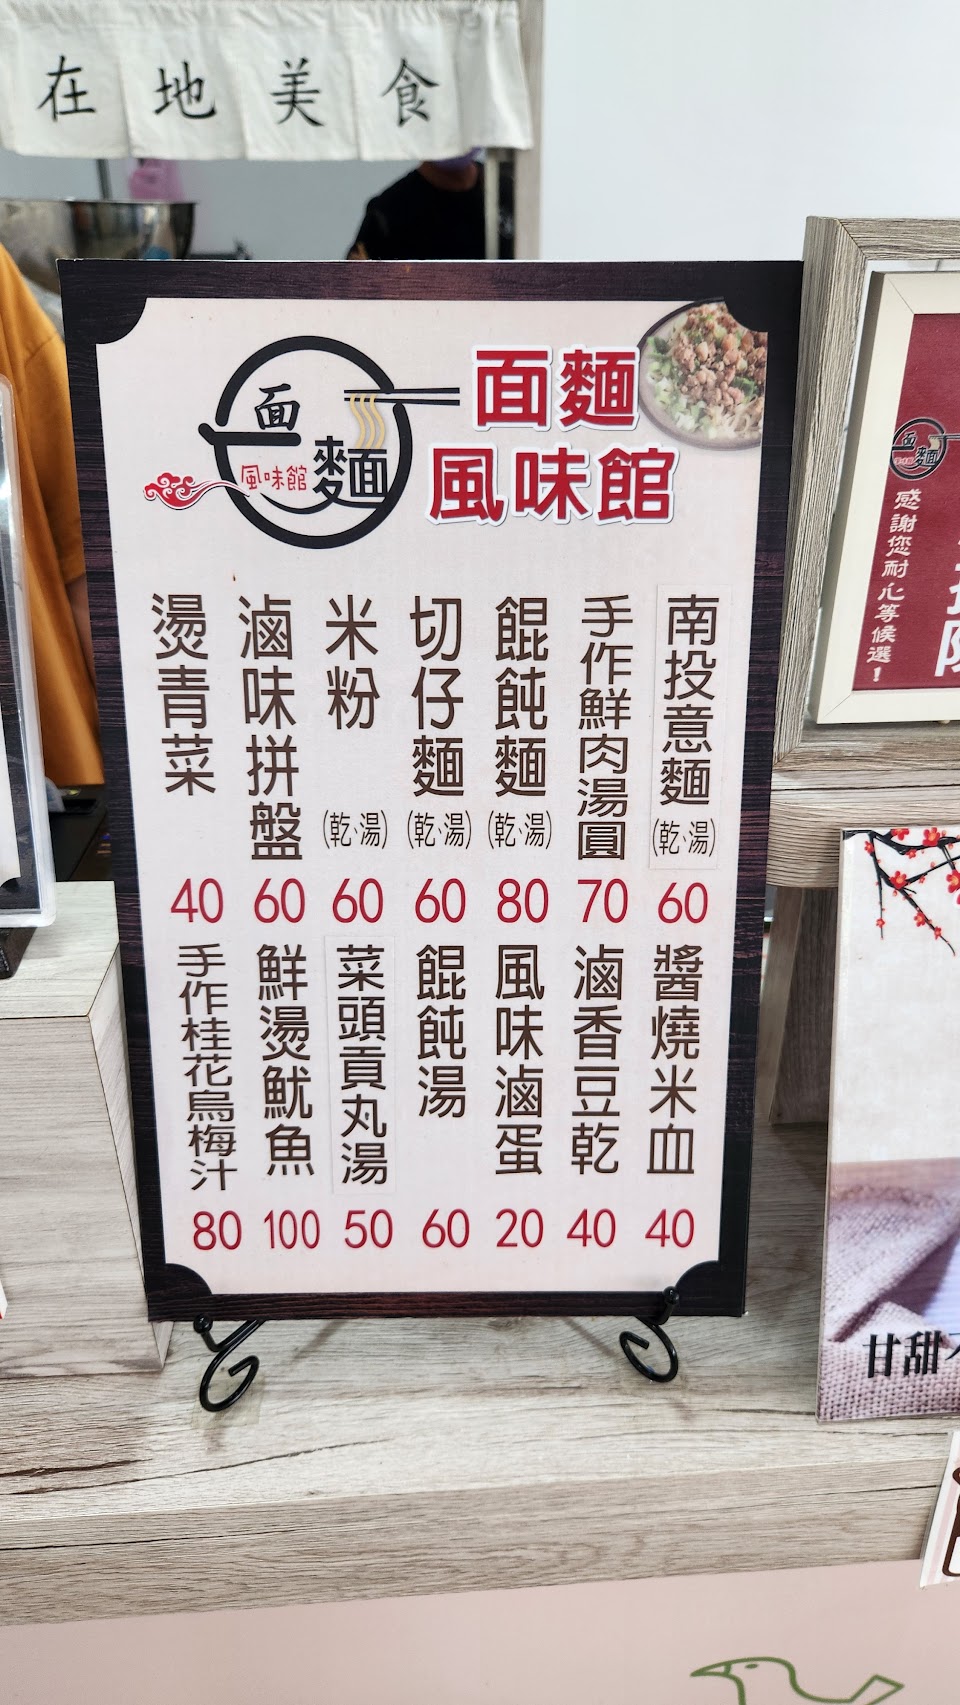 在地美食
面
麵
風味館
面麵
風味館
南投意麵(乾、湯)
60
手作鮮肉湯圓
70
餛飩麵(乾、湯)
80
切仔麵(乾、湯)
60
米粉(乾、湯)
60
滷味拼盤
60
燙青菜
40
醬燒米血
40
滷香豆乾
40
風味滷蛋
20
餛飩湯
60
菜頭貢丸湯
50
鮮燙魷魚
100
手作桂花烏梅汁
80
面
麵
感謝您耐心等候選！
甘甜